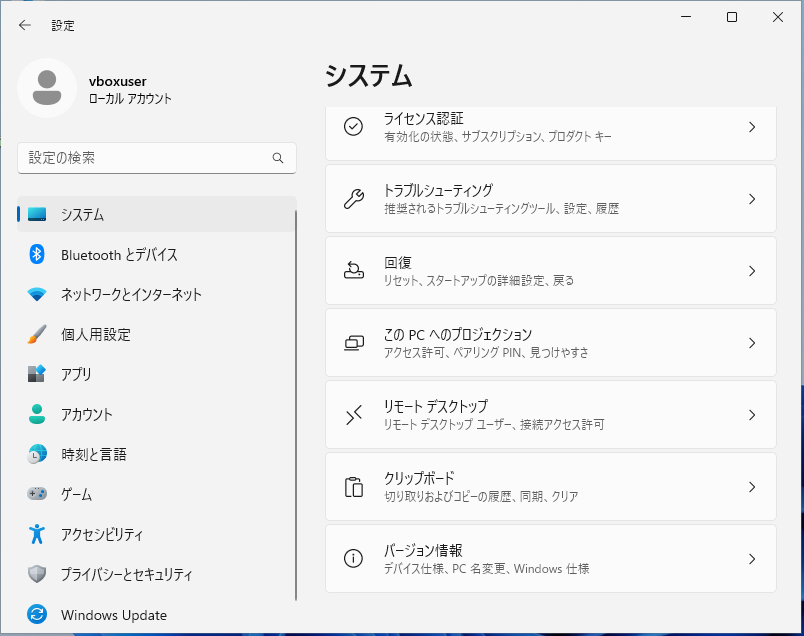 設定
vboxuser
ローカル アカウント
設定の検索
システム
Bluetooth とデバイス
ネットワークとインターネット
個人用設定
アプリ
アカウント
時刻と言語
ゲーム
アクセシビリティ
プライバシーとセキュリティ
Windows Update
システム
ライセンス認証
有効化の状態、サブスクリプション、プロダクト キー
トラブルシューティング
推奨されるトラブルシューティングツール、設定、履歴
回復
リセット、スタートアップの詳細設定、戻る
この PC へのプロジェクション
アクセス許可、ペアリング PIN、見つけやすさ
リモート デスクトップ
リモート デスクトップ ユーザー、接続アクセス許可
クリップボード
切り取りおよびコピーの履歴、同期、クリア
バージョン情報
デバイス仕様、PC 名変更、Windows 仕様